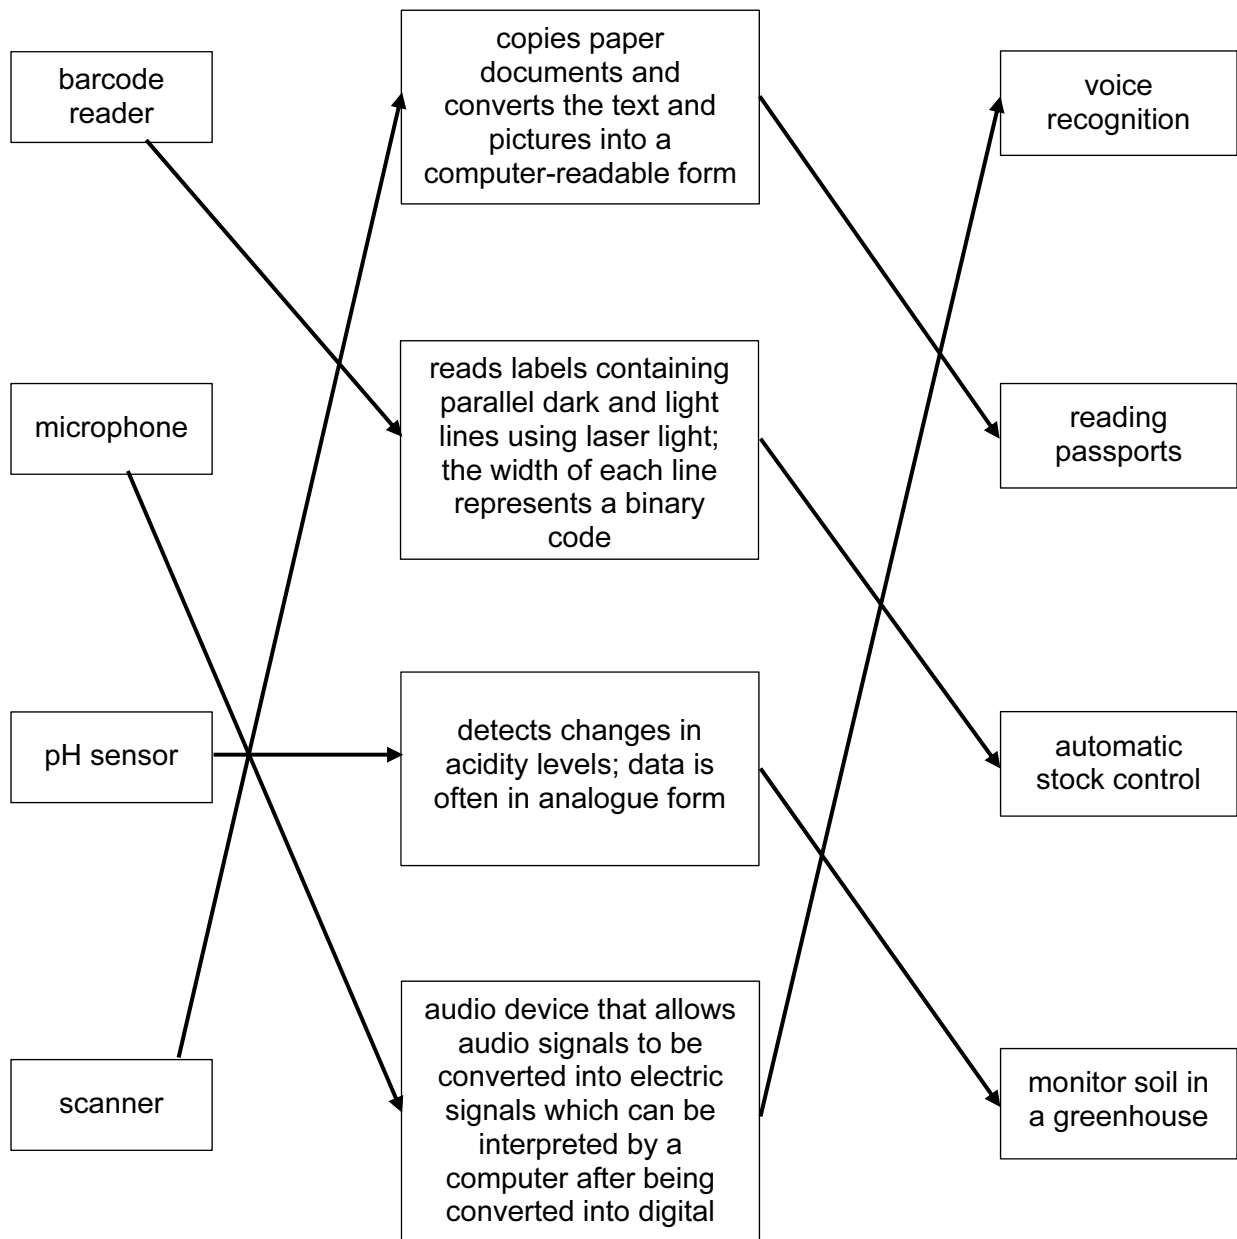 barcode
reader
microphone
pH sensor
scanner
copies paper
documents and
converts the text and
pictures into a
computer-readable form
reads labels containing
parallel dark and light
lines using laser light;
the width of each line
represents a binary
code
detects changes in
acidity levels; data is
often in analogue form
audio device that allows
audio signals to be
converted into electric
signals which can be
interpreted by a
computer after being
converted into digital
voice
recognition
reading
passports
automatic
stock control
monitor soil in
a greenhouse